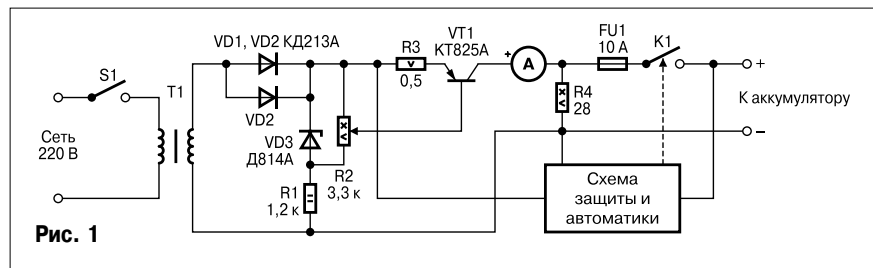 VD1, VD2 КД213А
S1
T1
VD2
VD3
Д814А
R1
1,2 к
R2
3,3 к
R3
0,5
VT1
КТ825А
+
A
FU1
10 А
K1
R4
28
+
К аккумулятору
−
Сеть
220 В
Схема
защиты и
автоматики
Рис. 1